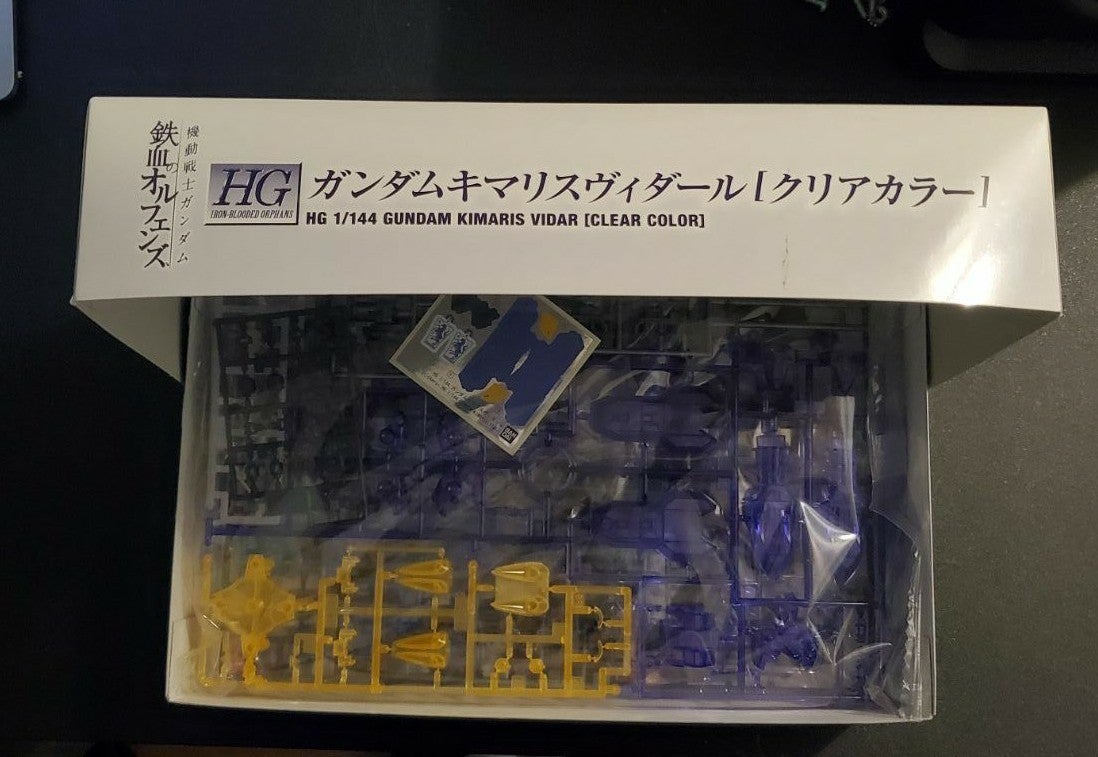 機動戦士ガンダム
鉄血のオルフェンズ
HG
IRON-BLOODED ORPHANS
ガンダムキマリスヴィダール［クリアカラー］
HG 1/144 GUNDAM KIMARIS VIDAR [CLEAR COLOR]